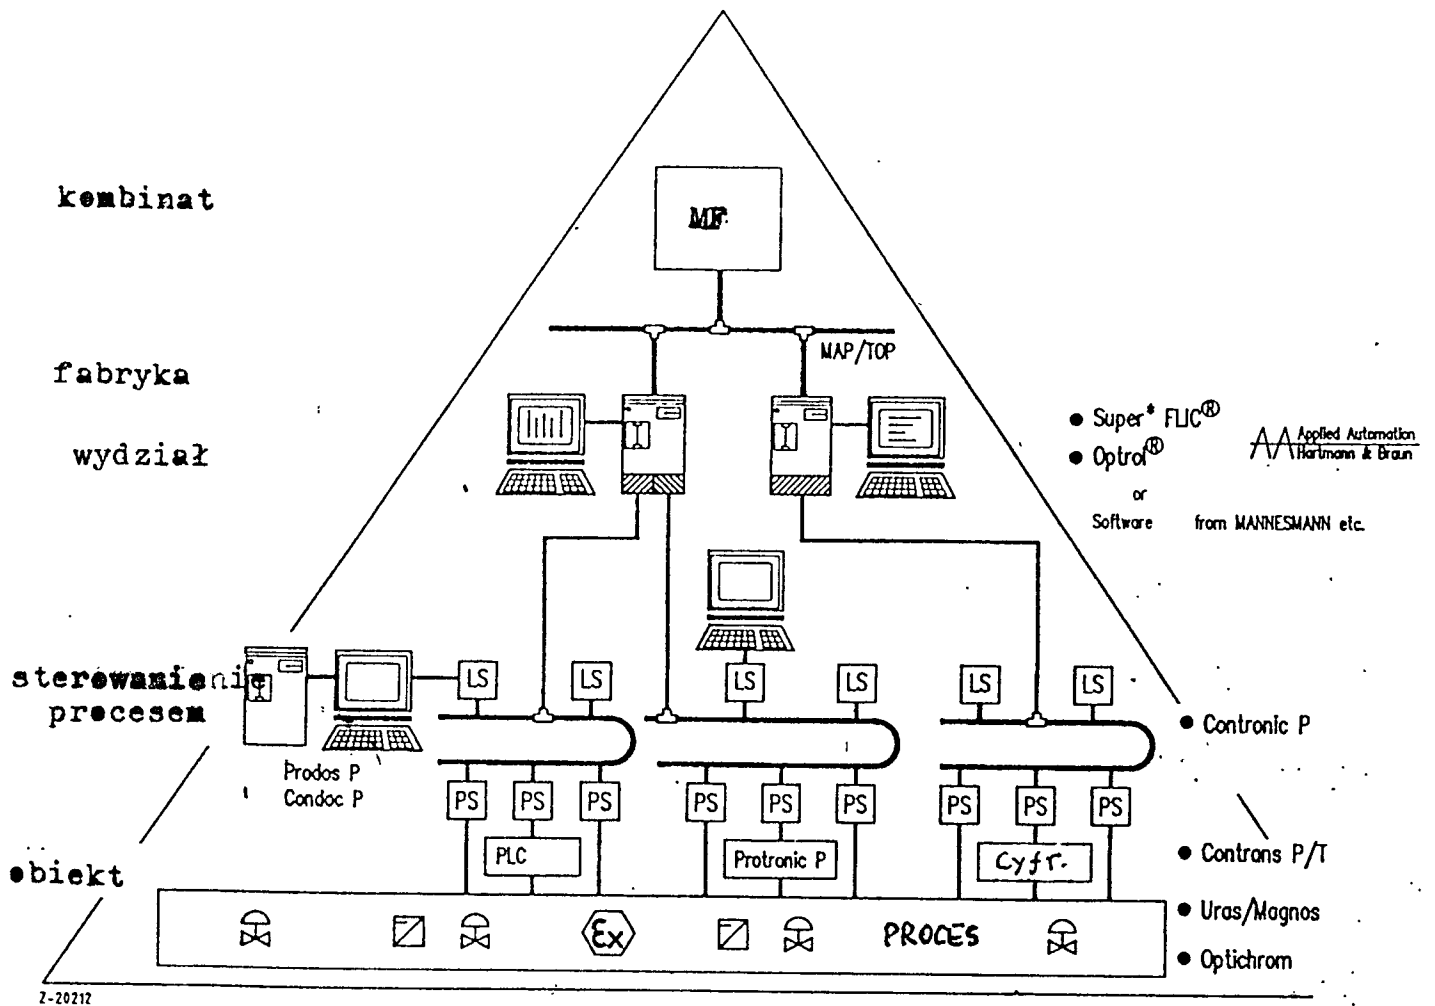 kombinat
MF
MAP/TOP
fabryka
wydział
● Super* FLIC®
● Optrol®
Applied Automation
Hartmann & Braun
or
Software from MANNESMANN etc.
sterowanienie
procesem
LS LS LS LS LS LS
● Contronic P
Prodos P
Condoc P
PS PS PS PS PS PS PS PS PS
PLC
Protronic P
Cyfr.
● Contrans P/T
obiekt
Ex
PROCES
● Uras/Magnos
● Optichrom
Z-20212